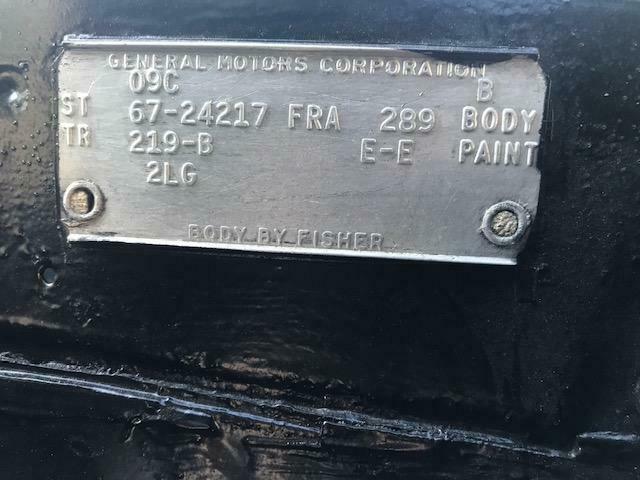 GENERAL MOTORS CORPORATION
09C B
ST 67-24217 FRA 289 BODY
TR 219-B E-E PAINT
2LG
BODY BY FISHER